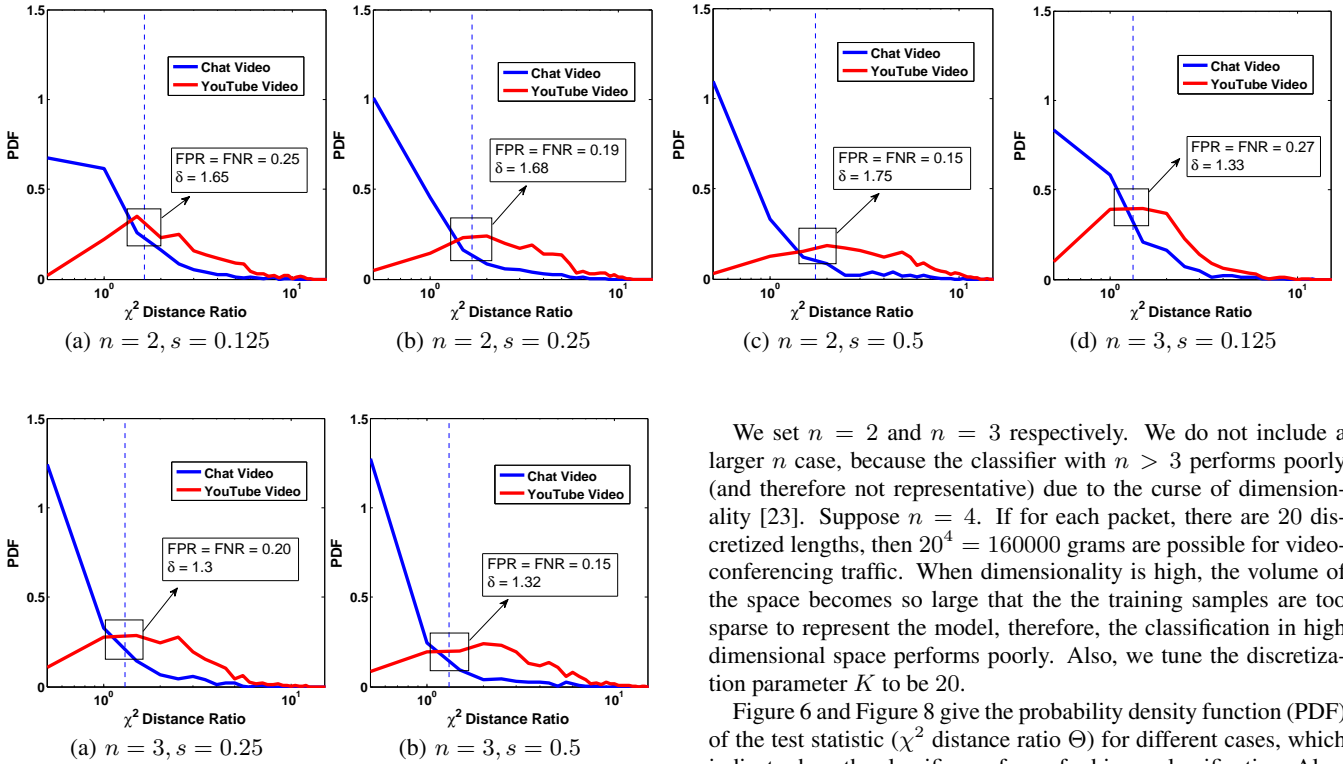 1.5
1
0.5
0
PDF
Chat Video
YouTube Video
FPR = FNR = 0.25
δ = 1.65
10^0
10^1
χ^2 Distance Ratio
(a) n = 2, s = 0.125
1.5
1
0.5
0
PDF
Chat Video
YouTube Video
FPR = FNR = 0.19
δ = 1.68
10^0
10^1
χ^2 Distance Ratio
(b) n = 2, s = 0.25
1.5
1
0.5
0
PDF
Chat Video
YouTube Video
FPR = FNR = 0.15
δ = 1.75
10^0
10^1
χ^2 Distance Ratio
(c) n = 2, s = 0.5
1.5
1
0.5
0
PDF
Chat Video
YouTube Video
FPR = FNR = 0.27
δ = 1.33
10^0
10^1
χ^2 Distance Ratio
(d) n = 3, s = 0.125
1.5
1
0.5
0
PDF
Chat Video
YouTube Video
FPR = FNR = 0.20
δ = 1.3
10^0
10^1
χ^2 Distance Ratio
(a) n = 3, s = 0.25
1.5
1
0.5
0
PDF
Chat Video
YouTube Video
FPR = FNR = 0.15
δ = 1.32
10^0
10^1
χ^2 Distance Ratio
(b) n = 3, s = 0.5
We set n = 2 and n = 3 respectively. We do not include a
larger n case, because the classifier with n > 3 performs poorly
(and therefore not representative) due to the curse of dimension-
ality [23]. Suppose n = 4. If for each packet, there are 20 dis-
cretized lengths, then 20^4 = 160000 grams are possible for video-
conferencing traffic. When dimensionality is high, the volume of
the space becomes so large that the the training samples are too
sparse to represent the model, therefore, the classification in high
dimensional space performs poorly. Also, we tune the discretiza-
tion parameter K to be 20.
Figure 6 and Figure 8 give the probability density function (PDF)
of the test statistic (χ^2 distance ratio Θ) for different cases, which